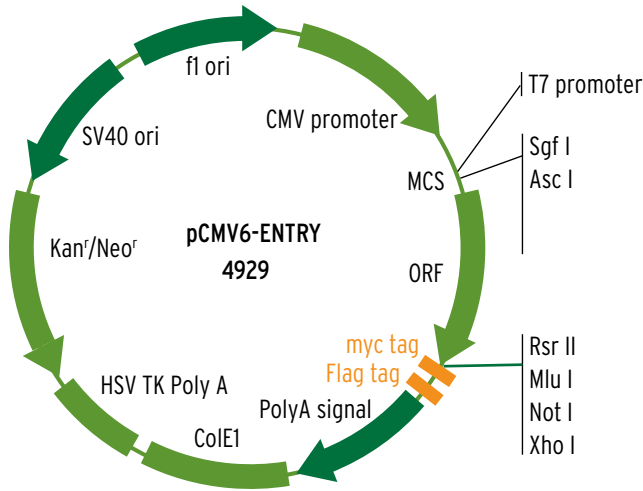 f1 ori
T7 promoter
CMV promoter
SV40 ori
Sgf I
Asc I
MCS
pCMV6-ENTRY
4929
Kanʳ/Neoʳ
ORF
myc tag
Flag tag
Rsr II
Mlu I
Not I
Xho I
HSV TK Poly A
PolyA signal
ColE1